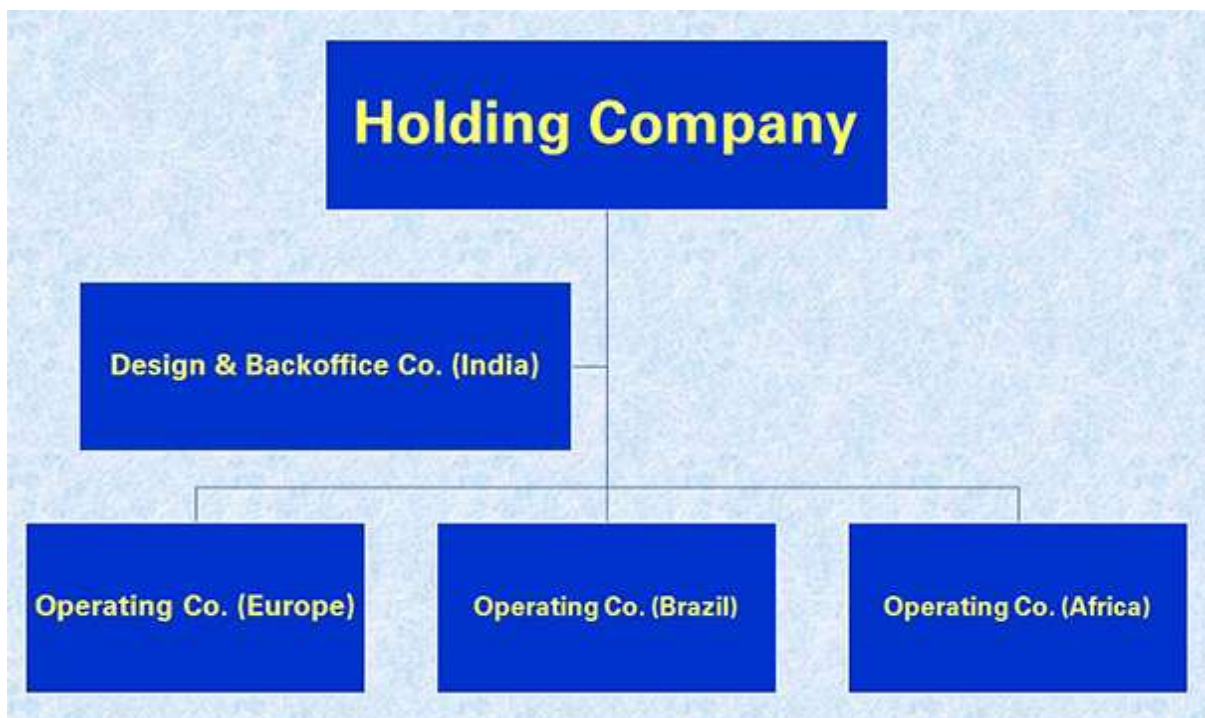 Holding Company
Design & Backoffice Co. (India)
Operating Co. (Europe)
Operating Co. (Brazil)
Operating Co. (Africa)